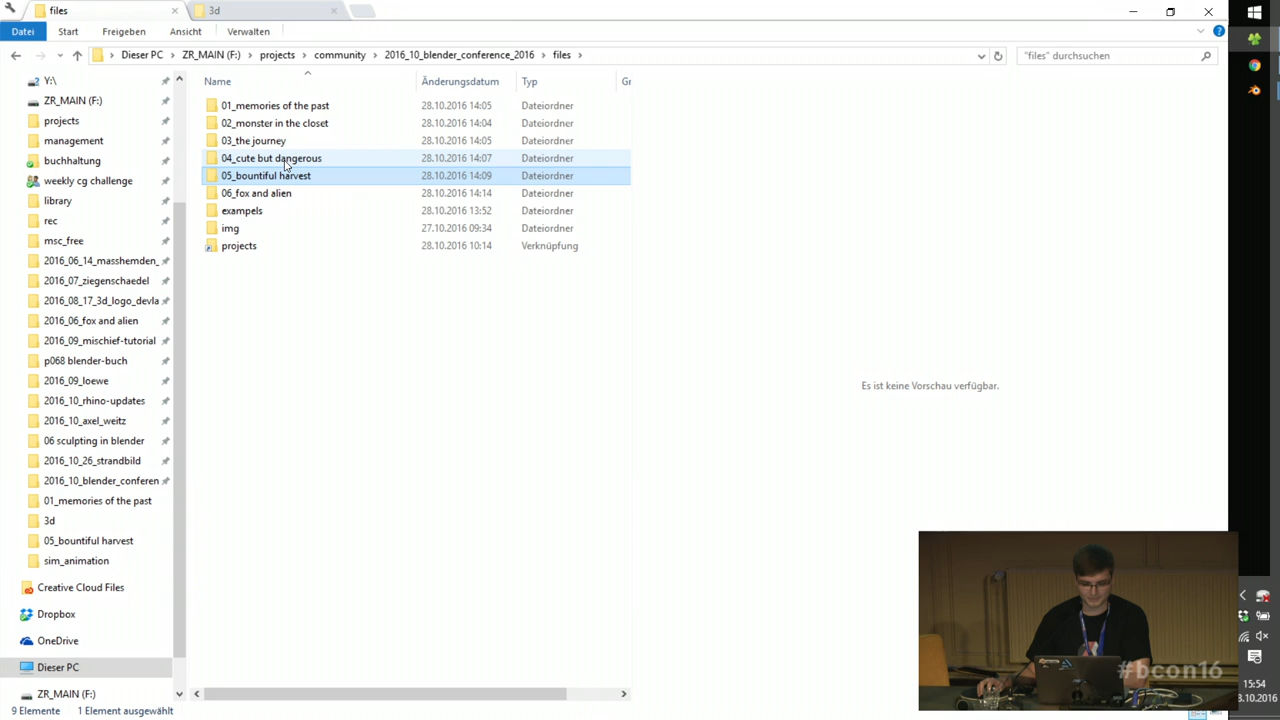 files
3d
Datei Start Freigeben Ansicht Verwalten
Dieser PC ZR_MAIN (F:) projects community 2016_10_blender_conference_2016 files
"files" durchsuchen
Name Änderungsdatum Typ Gr
01_memories of the past 28.10.2016 14:05 Dateiordner
02_monster in the closet 28.10.2016 14:04 Dateiordner
03_the journey 28.10.2016 14:05 Dateiordner
04_cute but dangerous 28.10.2016 14:07 Dateiordner
05_bountiful harvest 28.10.2016 14:09 Dateiordner
06_fox and alien 28.10.2016 14:14 Dateiordner
exampels 28.10.2016 13:52 Dateiordner
img 27.10.2016 09:34 Dateiordner
projects 28.10.2016 10:14 Verknüpfung
Y:\
ZR_MAIN (F:)
projects
management
buchhaltung
weekly cg challenge
library
rec
msc_free
2016_06_14_masshemden_
2016_07_ziegenschaedel
2016_08_17_3d_logo_devla
2016_06_fox and alien
2016_09_mischief-tutorial
p068 blender-buch
2016_09_loewe
2016_10_rhino-updates
2016_10_axel_weitz
06 sculpting in blender
2016_10_26_strandbild
2016_10_blender_conferen
01_memories of the past
3d
05_bountiful harvest
sim_animation
Creative Cloud Files
Dropbox
OneDrive
Dieser PC
ZR_MAIN (F:)
Es ist keine Vorschau verfügbar.
#bcon16
9 Elemente 1 Element ausgewählt
15:54
8.10.2016